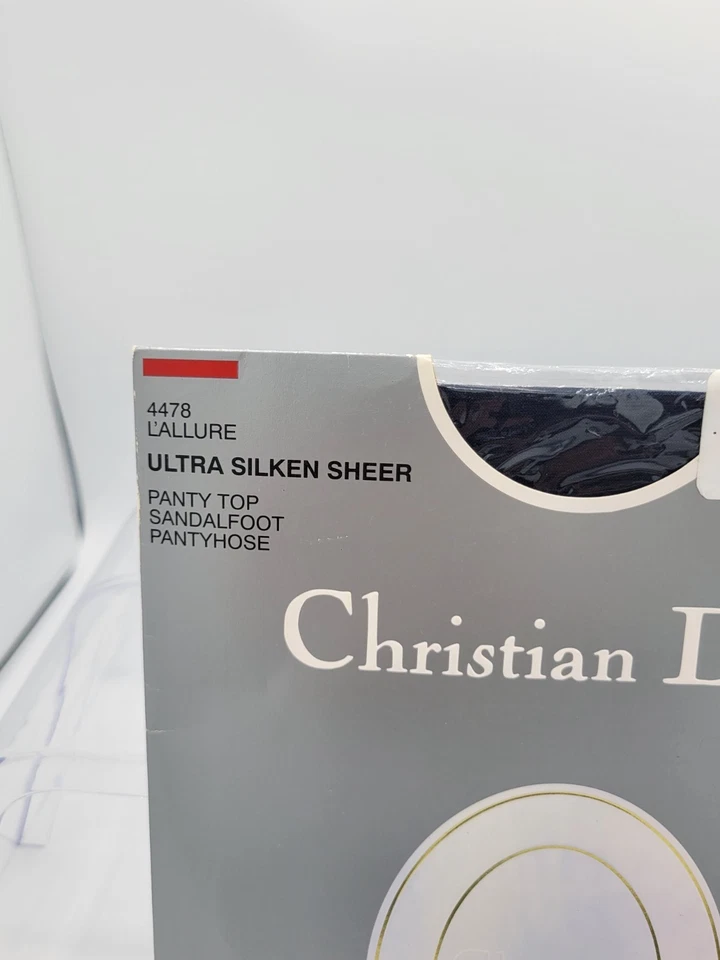 4478
L'ALLURE
ULTRA SILKEN SHEER
PANTY TOP
SANDALFOOT
PANTYHOSE
Christian D